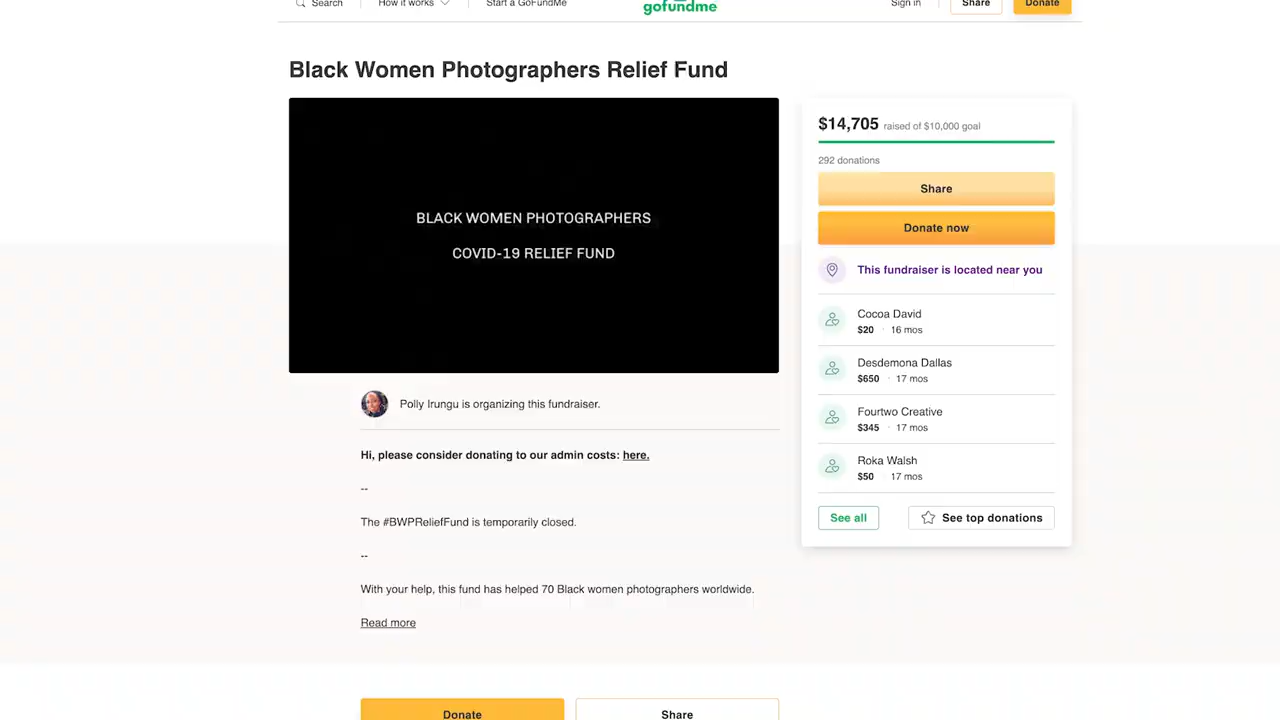 Search
How it works
Start a GoFundMe
gofundme
Sign in
Share
Donate
Black Women Photographers Relief Fund
BLACK WOMEN PHOTOGRAPHERS
COVID-19 RELIEF FUND
$14,705 raised of $10,000 goal
292 donations
Share
Donate now
This fundraiser is located near you
Cocoa David
$20 · 16 mos
Desdemona Dallas
$650 · 17 mos
Fourtwo Creative
$345 · 17 mos
Roka Walsh
$50 17 mos
See all
See top donations
Polly Irungu is organizing this fundraiser.
Hi, please consider donating to our admin costs: here.
--
The #BWPReliefFund is temporarily closed.
--
With your help, this fund has helped 70 Black women photographers worldwide.
Read more
Donate
Share